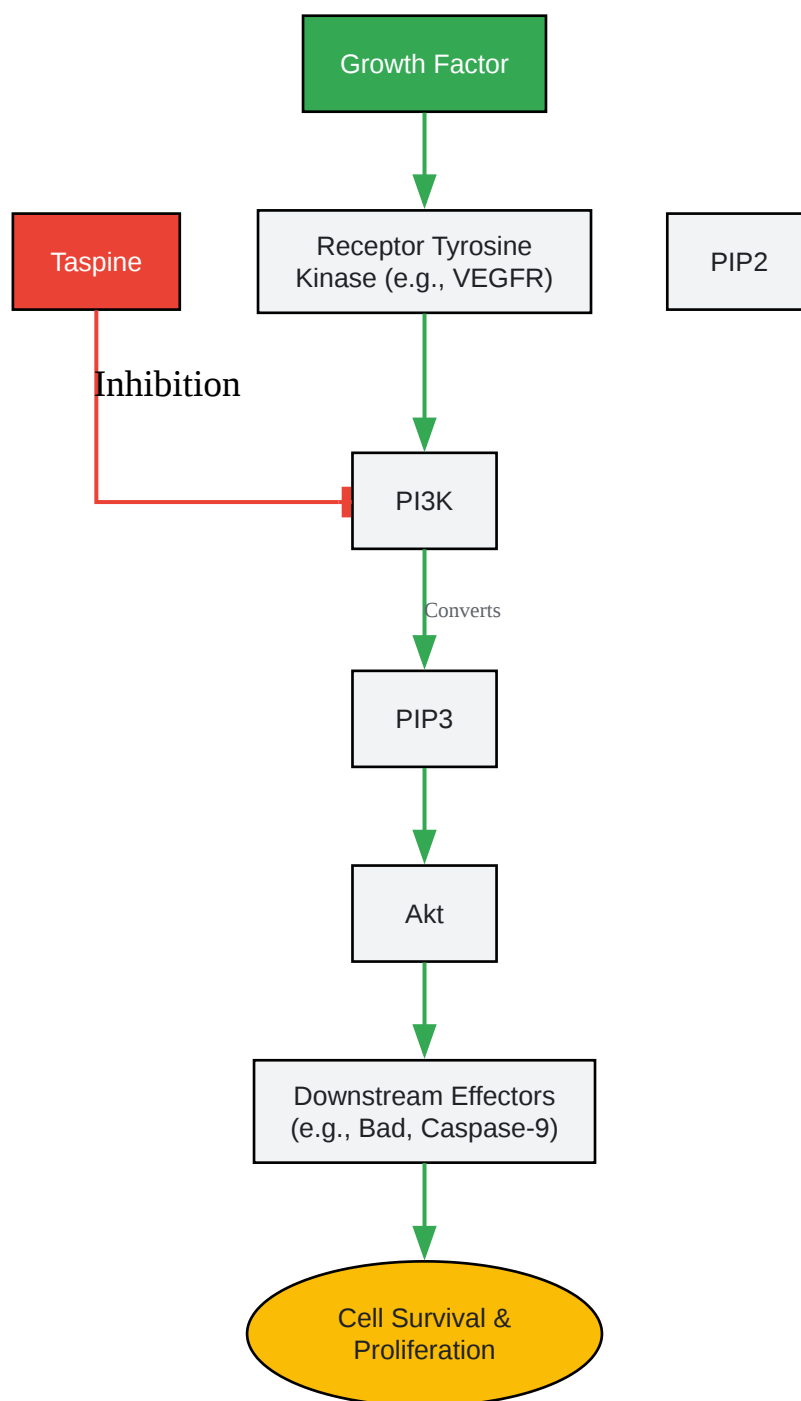 Growth Factor
Taspine
Receptor Tyrosine
Kinase (e.g., VEGFR)
PIP2
Inhibition
PI3K
Converts
PIP3
Akt
Downstream Effectors
(e.g., Bad, Caspase-9)
Cell Survival &
Proliferation